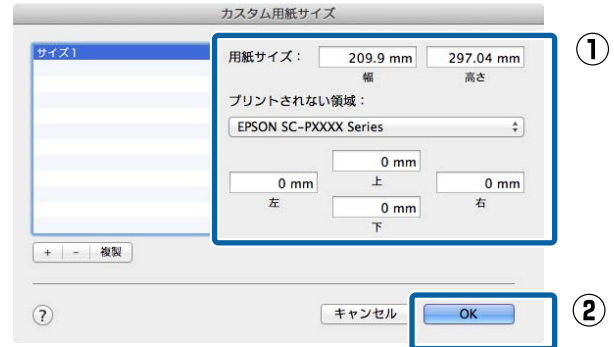 カスタム用紙サイズ
サイズ1
用紙サイズ： 209.9 mm 297.04 mm
幅 高さ
プリントされない領域：
EPSON SC-PXXXX Series
0 mm
上
0 mm 0 mm
左 右
0 mm
下
+ - 複製
? キャンセル OK
①
②